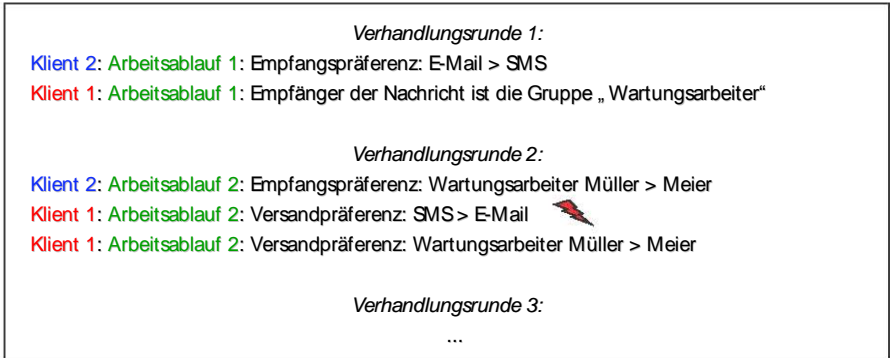 Verhandlungsrunde 1:
Klient 2: Arbeitsablauf 1: Empfangspräferenz: E-Mail > SMS
Klient 1: Arbeitsablauf 1: Empfänger der Nachricht ist die Gruppe „ Wartungsarbeiter“
Verhandlungsrunde 2:
Klient 2: Arbeitsablauf 2: Empfangspräferenz: Wartungsarbeiter Müller > Meier
Klient 1: Arbeitsablauf 2: Versandpräferenz: SMS > E-Mail
Klient 1: Arbeitsablauf 2: Versandpräferenz: Wartungsarbeiter Müller > Meier
Verhandlungsrunde 3:
...